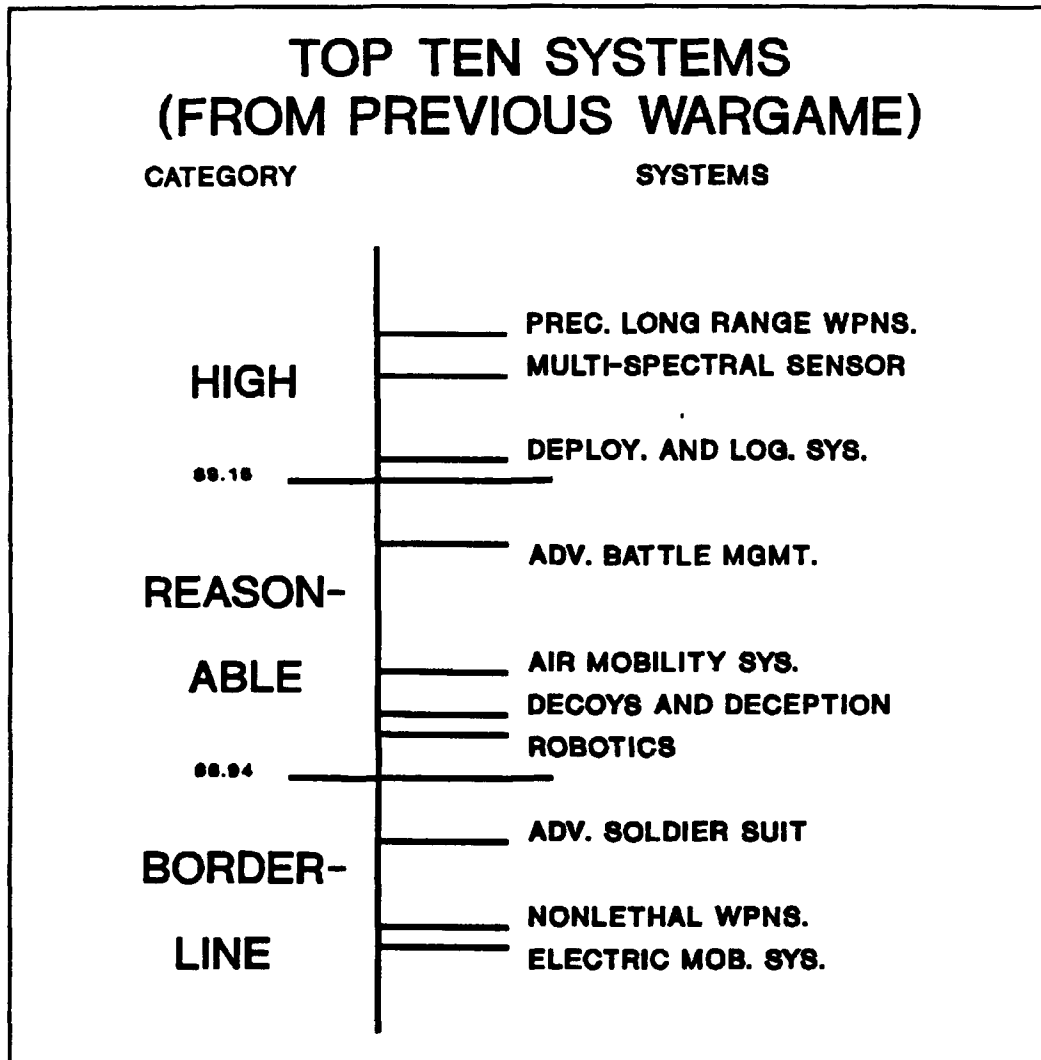 TOP TEN SYSTEMS
(FROM PREVIOUS WARGAME)
CATEGORY SYSTEMS
PREC. LONG RANGE WPNS.
HIGH
MULTI-SPECTRAL SENSOR
DEPLOY. AND LOG. SYS.
ADV. BATTLE MGMT.
REASON-
ABLE
AIR MOBILITY SYS.
DECOYS AND DECEPTION
ROBOTICS
ADV. SOLDIER SUIT
BORDER-
NONLETHAL WPNS.
LINE
ELECTRIC MOB. SYS.